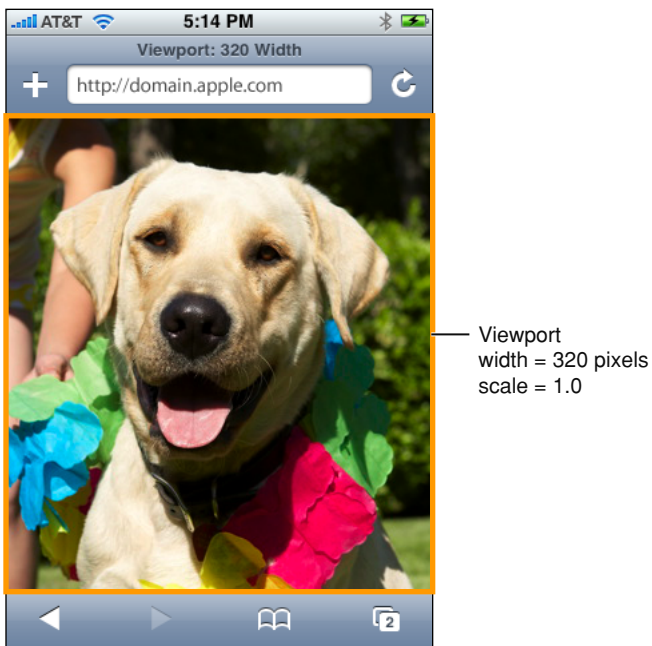 AT&T 5:14 PM
Viewport: 320 Width
http://domain.apple.com
Viewport
width = 320 pixels
scale = 1.0
2